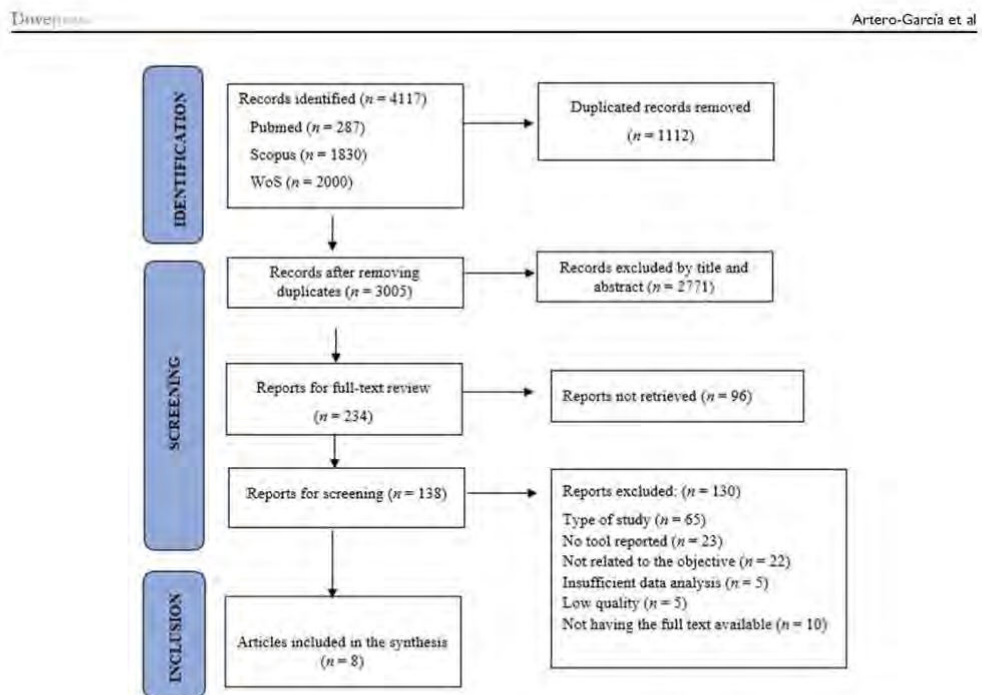 Artero-García et al
IDENTIFICATION
Records identified (n = 4117)
Pubmed (n = 287)
Scopus (n = 1830)
WoS (n = 2000)
Duplicated records removed
(n = 1112)
SCREENING
Records after removing
duplicates (n = 3005)
Records excluded by title and
abstract (n = 2771)
Reports for full-text review
(n = 234)
Reports not retrieved (n = 96)
Reports for screening (n = 138)
Reports excluded: (n = 130)
Type of study (n = 65)
No tool reported (n = 23)
Not related to the objective (n = 22)
Insufficient data analysis (n = 5)
Low quality (n = 5)
Not having the full text available (n = 10)
INCLUSION
Articles included in the synthesis
(n = 8)